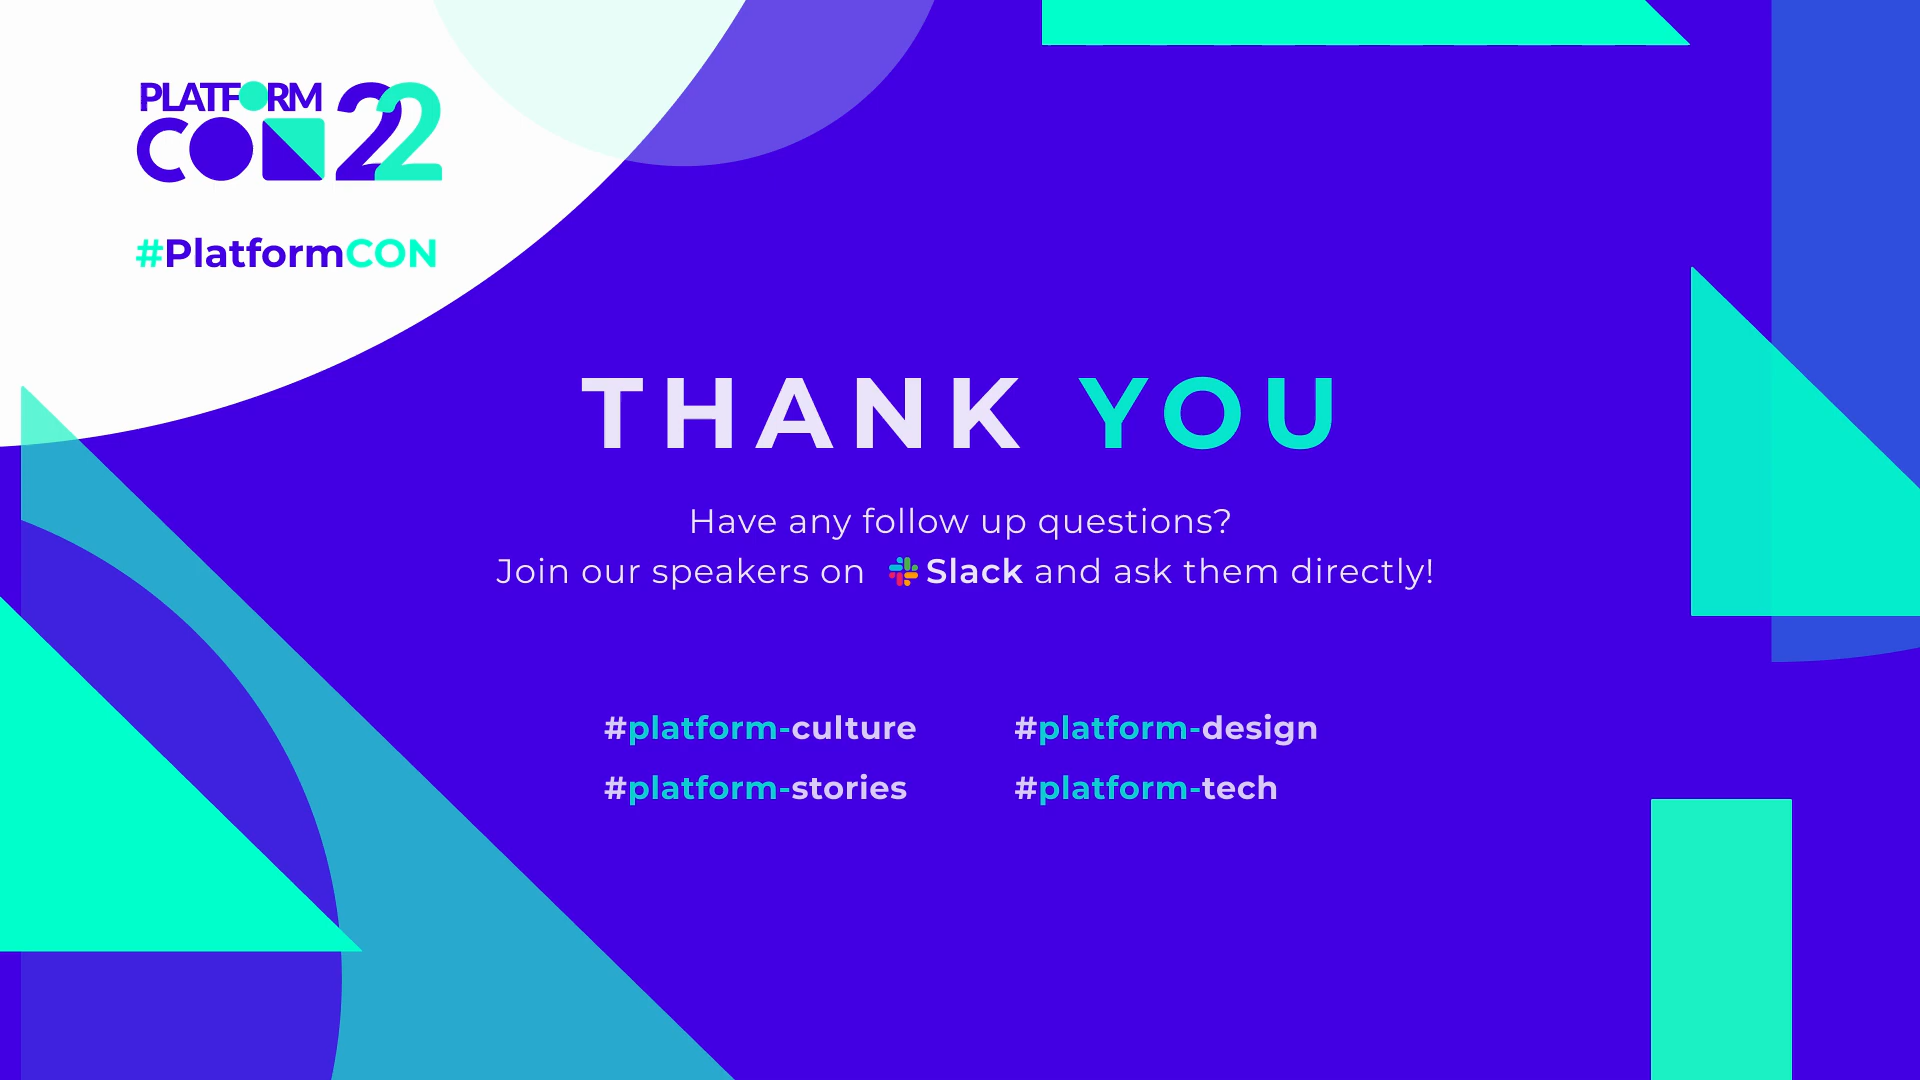 PLATFORM
CON 22
#PlatformCON
THANK YOU
Have any follow up questions?
Join our speakers on Slack and ask them directly!
#platform-culture
#platform-design
#platform-stories
#platform-tech